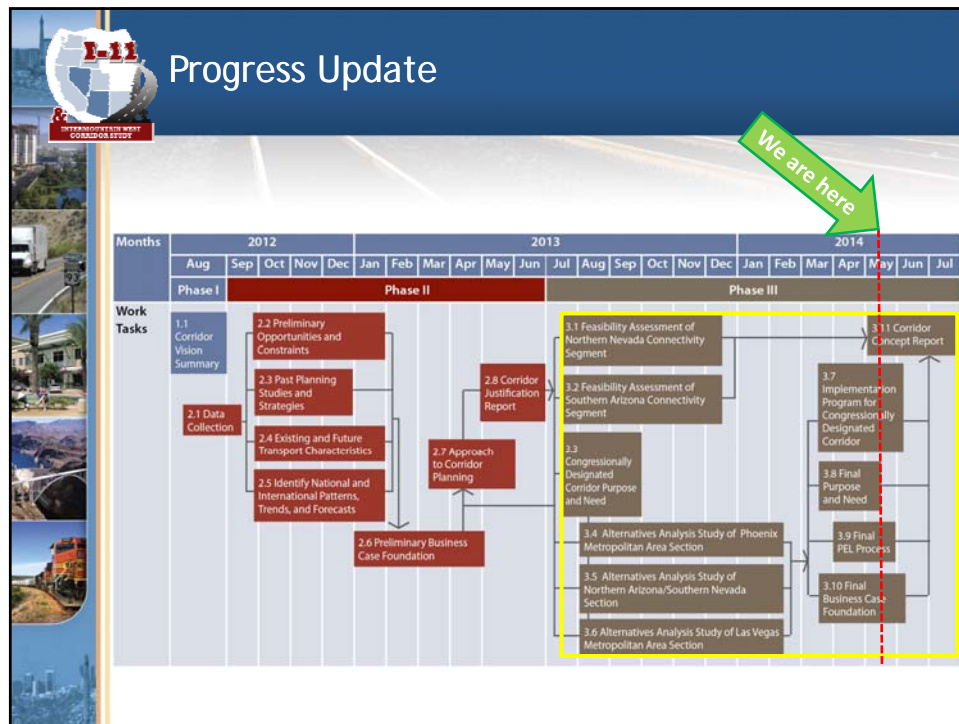 I-11
&
INTERMOUNTAIN WEST
CORRIDOR STUDY
Progress Update
We are here
Months
2012
2013
2014
Aug Sep Oct Nov Dec Jan Feb Mar Apr May Jun Jul Aug Sep Oct Nov Dec Jan Feb Mar Apr May Jun Jul
Phase I
Phase II
Phase III
Work
Tasks
1.1
Corridor
Vision
Summary
2.1 Data
Collection
2.2 Preliminary
Opportunities and
Constraints
2.3 Past Planning
Studies and
Strategies
2.4 Existing and Future
Transport Characteristics
2.5 Identify National and
International Patterns,
Trends, and Forecasts
2.6 Preliminary Business
Case Foundation
2.7 Approach
to Corridor
Planning
2.8 Corridor
Justification
Report
3.1 Feasibility Assessment of
Northern Nevada Connectivity
Segment
3.2 Feasibility Assessment of
Southern Arizona Connectivity
Segment
3.3
Congressionally
Designated
Corridor Purpose
and Need
3.4 Alternatives Analysis Study of Phoenix
Metropolitan Area Section
3.5 Alternatives Analysis Study of
Northern Arizona/Southern Nevada
Section
3.6 Alternatives Analysis Study of Las Vegas
Metropolitan Area Section
3.11 Corridor
Concept Report
3.7
Implementation
Program for
Congressionally
Designated
Corridor
3.8 Final
Purpose
and Need
3.9 Final
PEL Process
3.10 Final
Business Case
Foundation